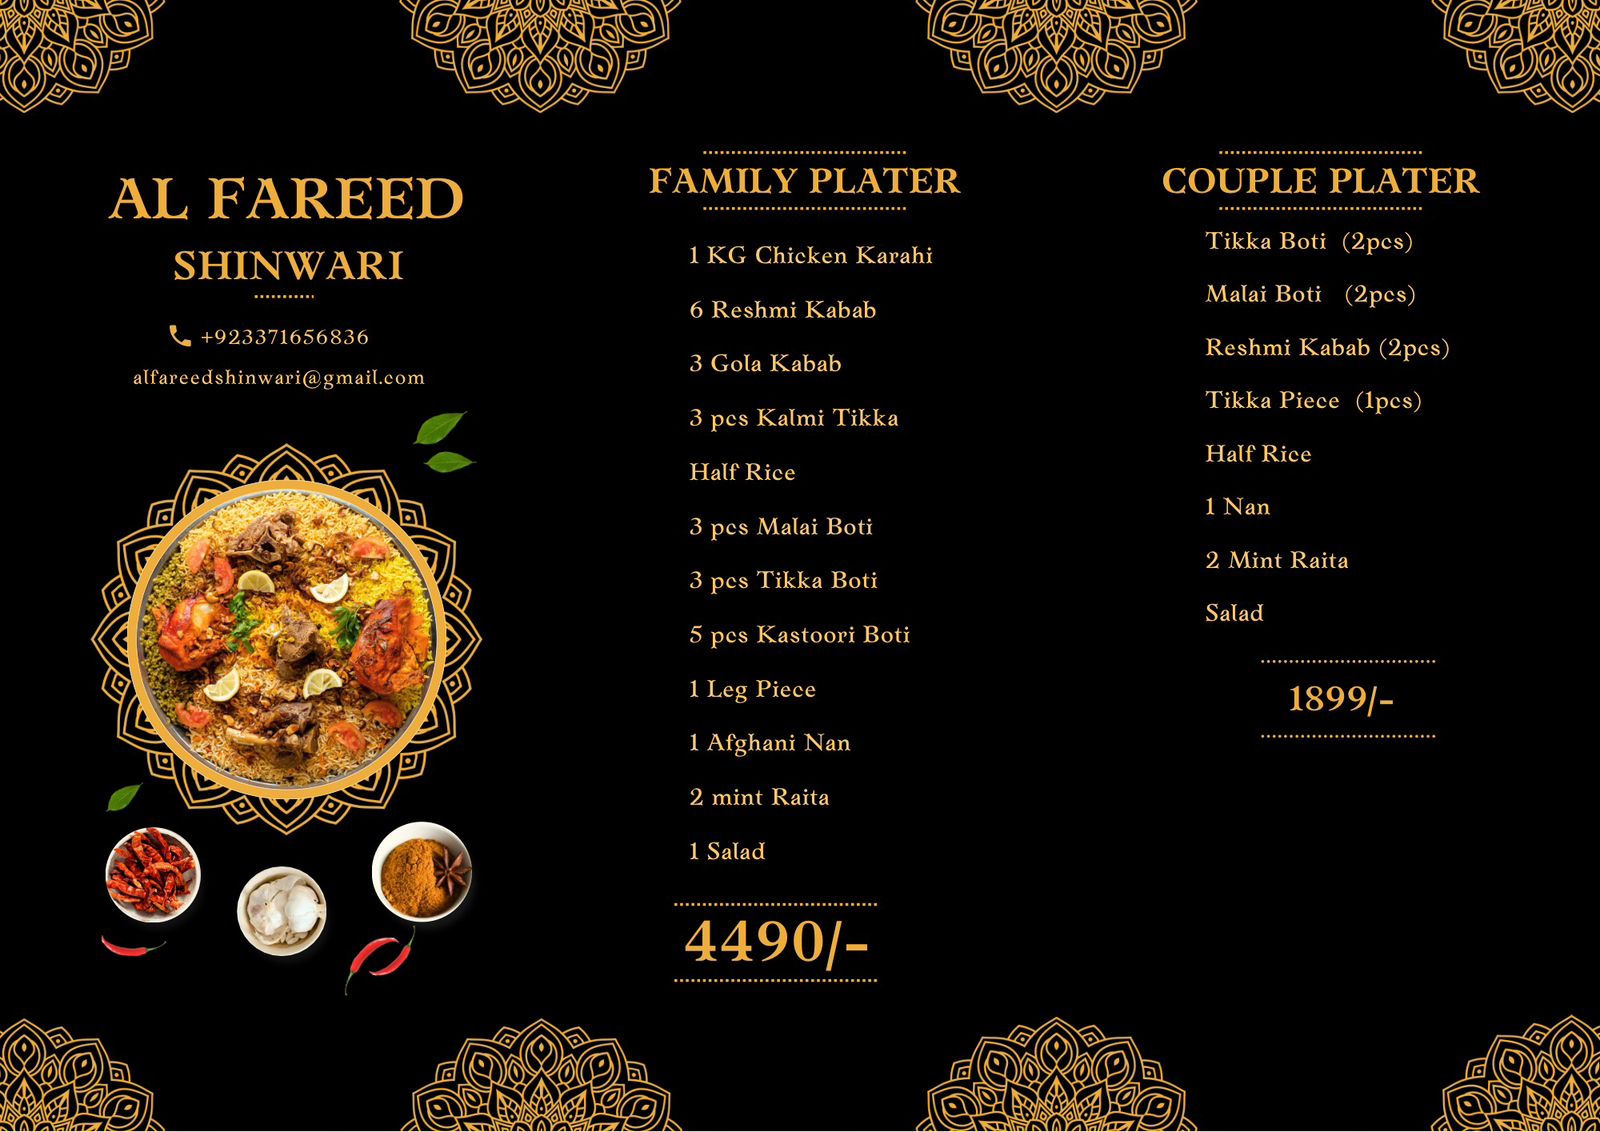 AL FAREED
SHINWARI
+923371656836
alfareedshinwari@gmail.com
FAMILY PLATER
1 KG Chicken Karahi
6 Reshmi Kabab
3 Gola Kabab
3 pcs Kalmi Tikka
Half Rice
3 pcs Malai Boti
3 pcs Tikka Boti
5 pcs Kastoori Boti
1 Leg Piece
1 Afghani Nan
2 mint Raita
1 Salad
4490/-
COUPLE PLATER
Tikka Boti (2pcs)
Malai Boti (2pcs)
Reshmi Kabab (2pcs)
Tikka Piece (1pcs)
Half Rice
1 Nan
2 Mint Raita
Salad
1899/-